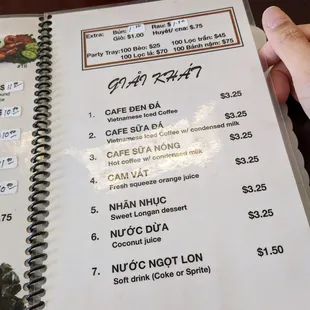 Extra: Bún: Rau:
Giò: $1.00 Huyết/ chả: $.75
Party Tray: 100 Bèo: $25 100 Lọc trần: $45
100 Lọc lá: $70 100 Bánh nậm: $75
GIẢI KHÁT
1. CAFE ĐEN ĐÁ $3.25
Vietnamese Iced Coffee
2. CAFE SỮA ĐÁ $3.25
Vietnamese Iced Coffee w/ condensed milk
3. CAFE SỮA NÓNG $3.25
Hot coffee w/ condensed milk
4. CAM VẮT $3.25
Fresh squeeze orange juice
5. NHÃN NHỤC $3.25
Sweet Longan dessert
6. NƯỚC DỪA $3.25
Coconut juice
7. NƯỚC NGỌT LON $1.50
Soft drink (Coke or Sprite)